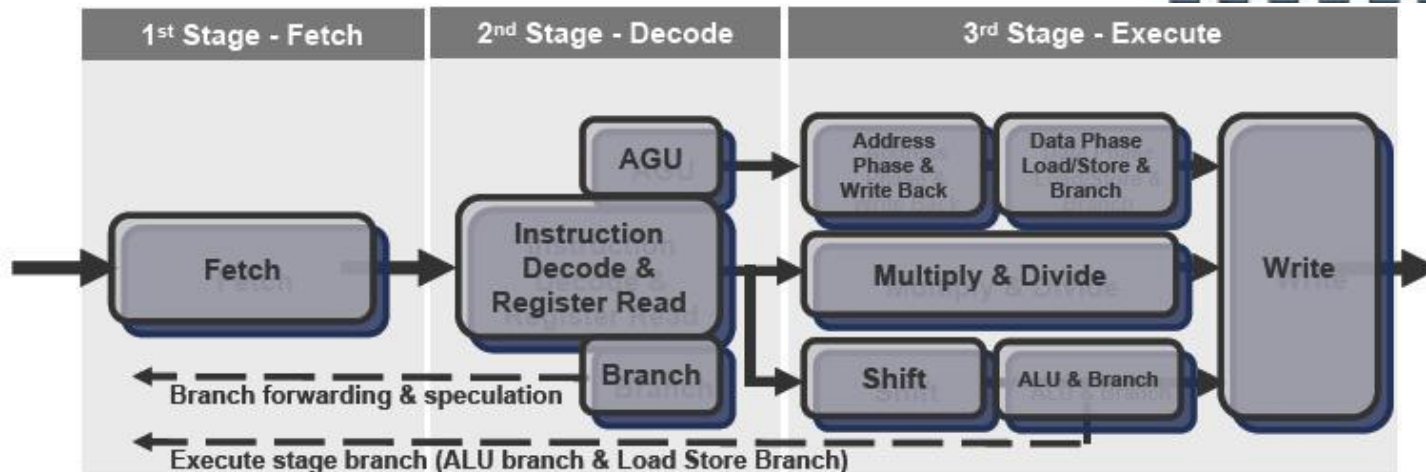 1st Stage - Fetch
2nd Stage - Decode
3rd Stage - Execute
AGU
Address
Phase &
Write Back
Data Phase
Load/Store &
Branch
Fetch
Instruction
Decode &
Register Read
Multiply & Divide
Write
Branch
Shift
ALU & Branch
Branch forwarding & speculation
Execute stage branch (ALU branch & Load Store Branch)